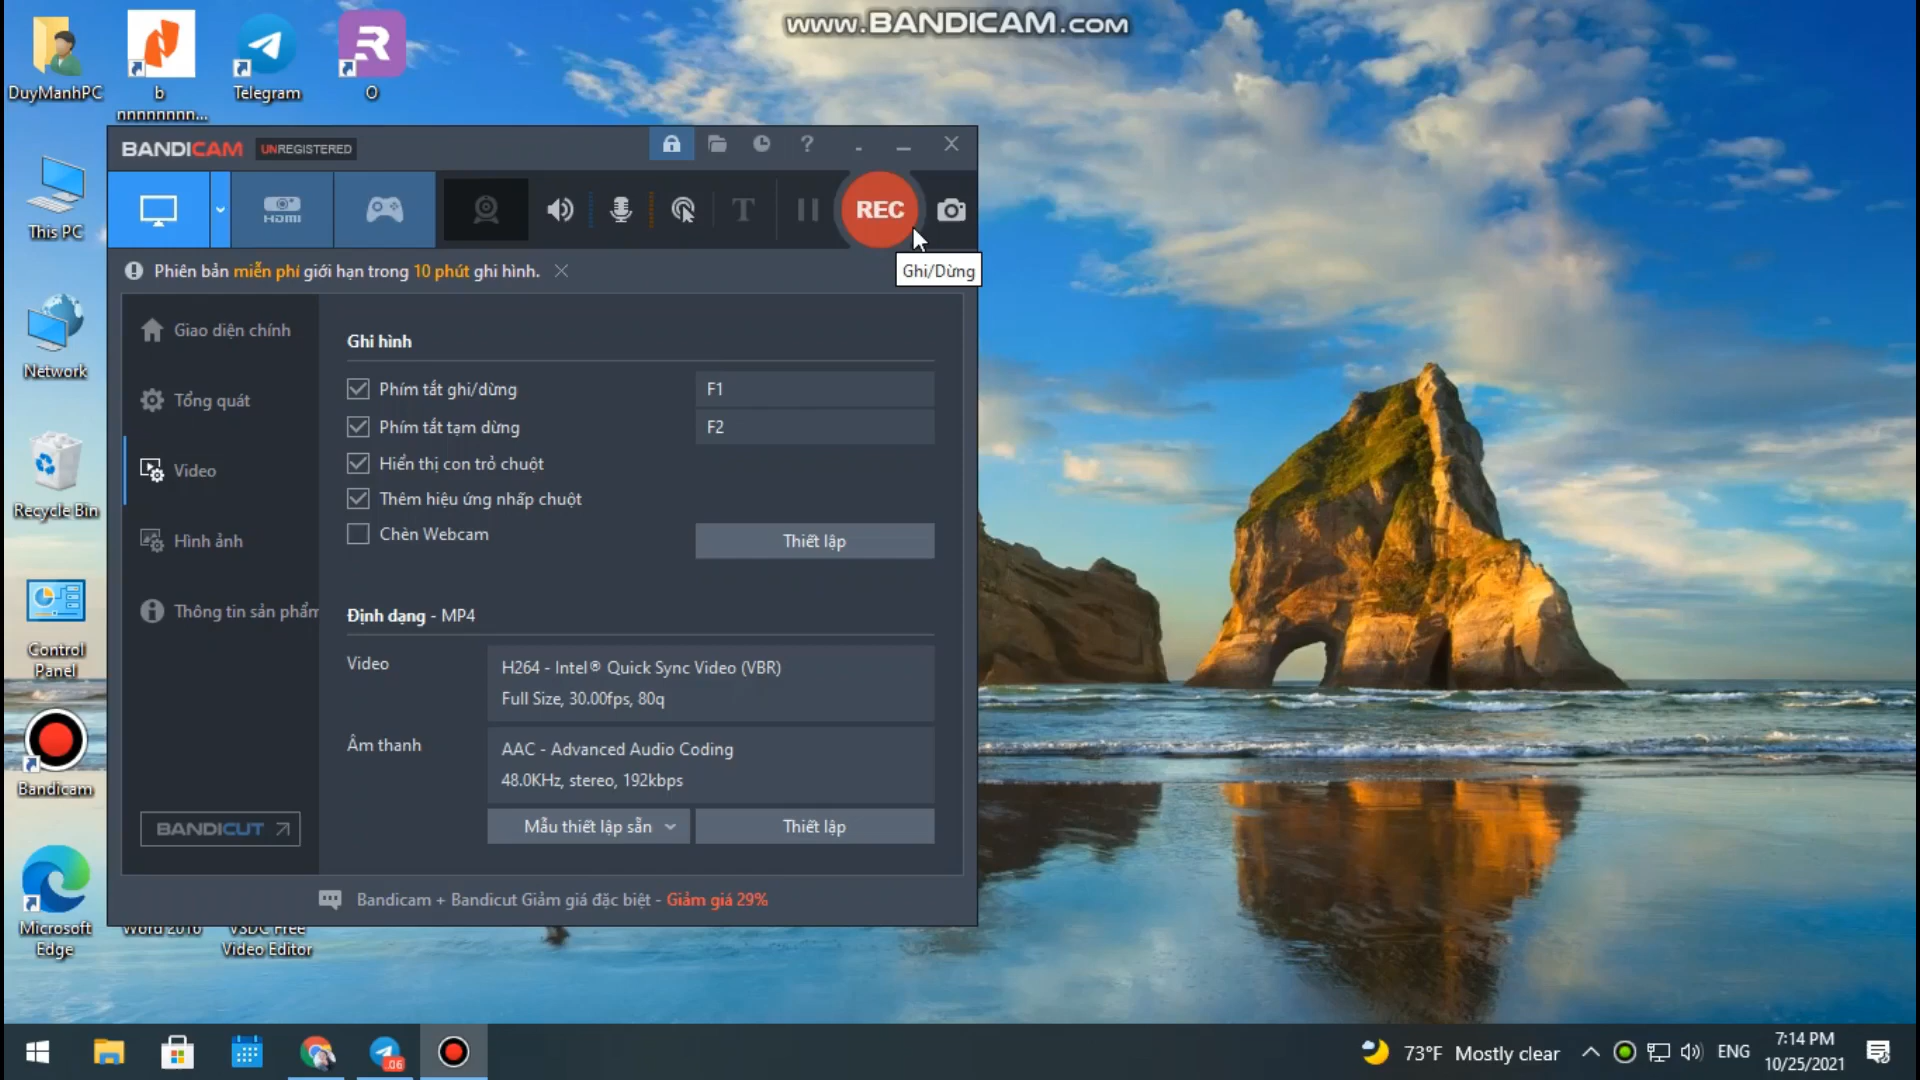 www.BANDICAM.com
DuyManhPC
b
nnnnnnnn...
Telegram
O
This PC
Network
Recycle Bin
Control
Panel
Bandicam
Microsoft
Edge
Word 2016
VSDC Free
Video Editor
BANDICAM UNREGISTERED
HDMI
T
REC
Ghi/Dừng
Phiên bản miễn phí giới hạn trong 10 phút ghi hình.
Giao diện chính
Tổng quát
Video
Hình ảnh
Thông tin sản phẩm
BANDICUT
Ghi hình
Phím tắt ghi/dừng F1
Phím tắt tạm dừng F2
Hiển thị con trỏ chuột
Thêm hiệu ứng nhấp chuột
Chèn Webcam
Thiết lập
Định dạng - MP4
Video
H264 - Intel® Quick Sync Video (VBR)
Full Size, 30.00fps, 80q
Âm thanh
AAC - Advanced Audio Coding
48.0KHz, stereo, 192kbps
Mẫu thiết lập sẵn
Thiết lập
Bandicam + Bandicut Giảm giá đặc biệt - Giảm giá 29%
.06
73°F Mostly clear
ENG
7:14 PM
10/25/2021